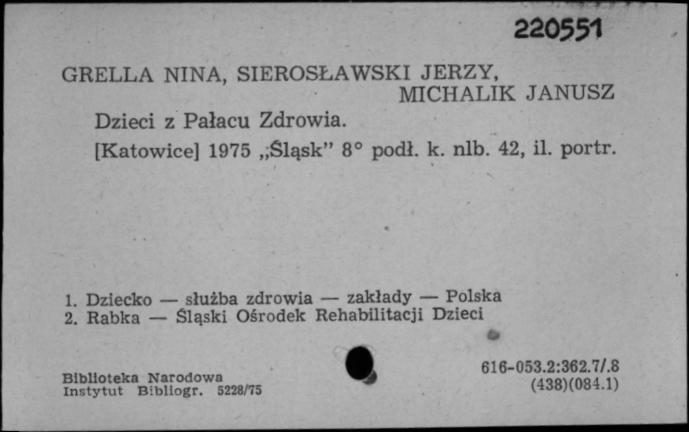 220551
GRELLA NINA, SIEROSŁAWSKI JERZY,
MICHALIK JANUSZ
Dzieci z Pałacu Zdrowia.
[Katowice] 1975 „Śląsk” 8° podł. k. nlb. 42, il. portr.
1. Dziecko — służba zdrowia — zakłady — Polska
2. Rabka — Śląski Ośrodek Rehabilitacji Dzieci
616-053.2:362.7/.8
Biblioteka Narodowa
(438)(084.1)
Instytut Bibliogr. 5228/75